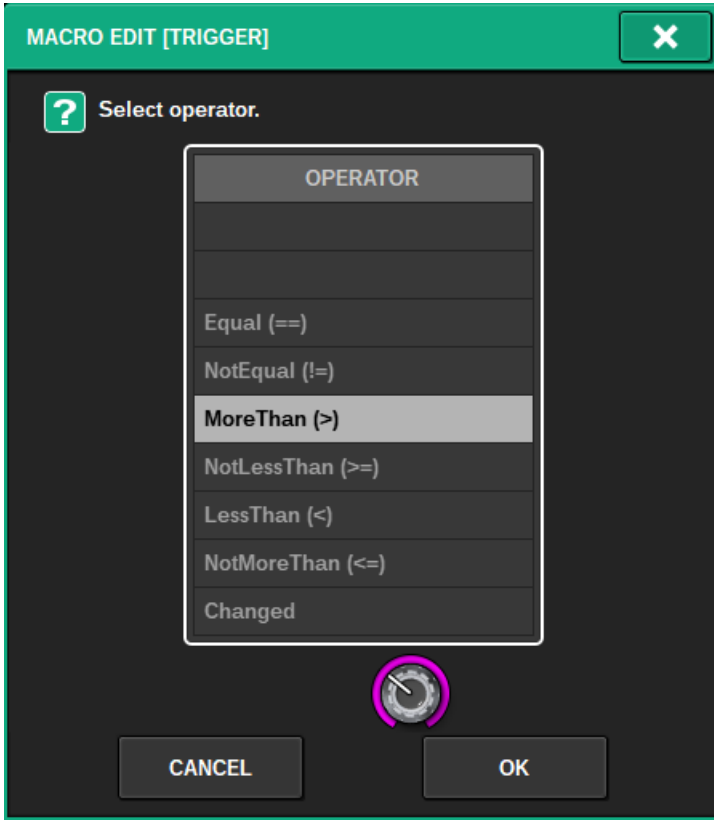 MACRO EDIT [TRIGGER]
? Select operator.
OPERATOR
Equal (==)
NotEqual (!=)
MoreThan (>)
NotLessThan (>=)
LessThan (<)
NotMoreThan (<=)
Changed
CANCEL OK